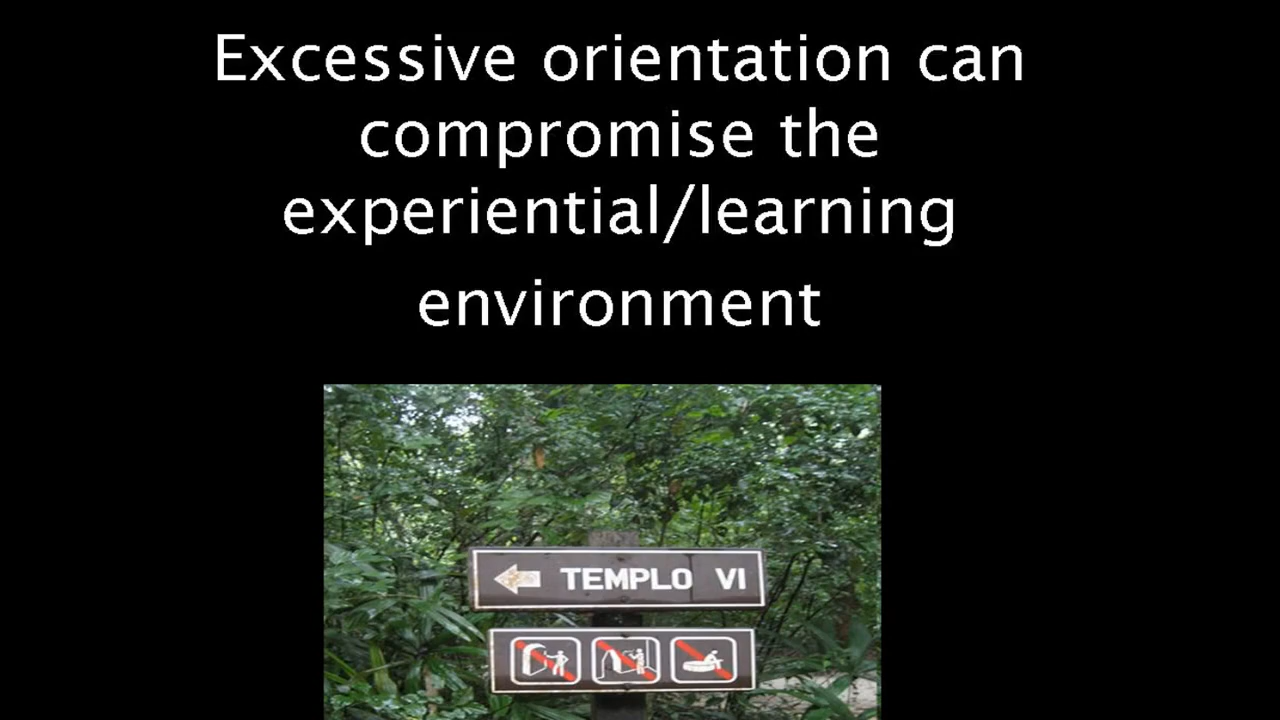 Excessive orientation can
compromise the
experiential/learning
environment
TEMPLO VI